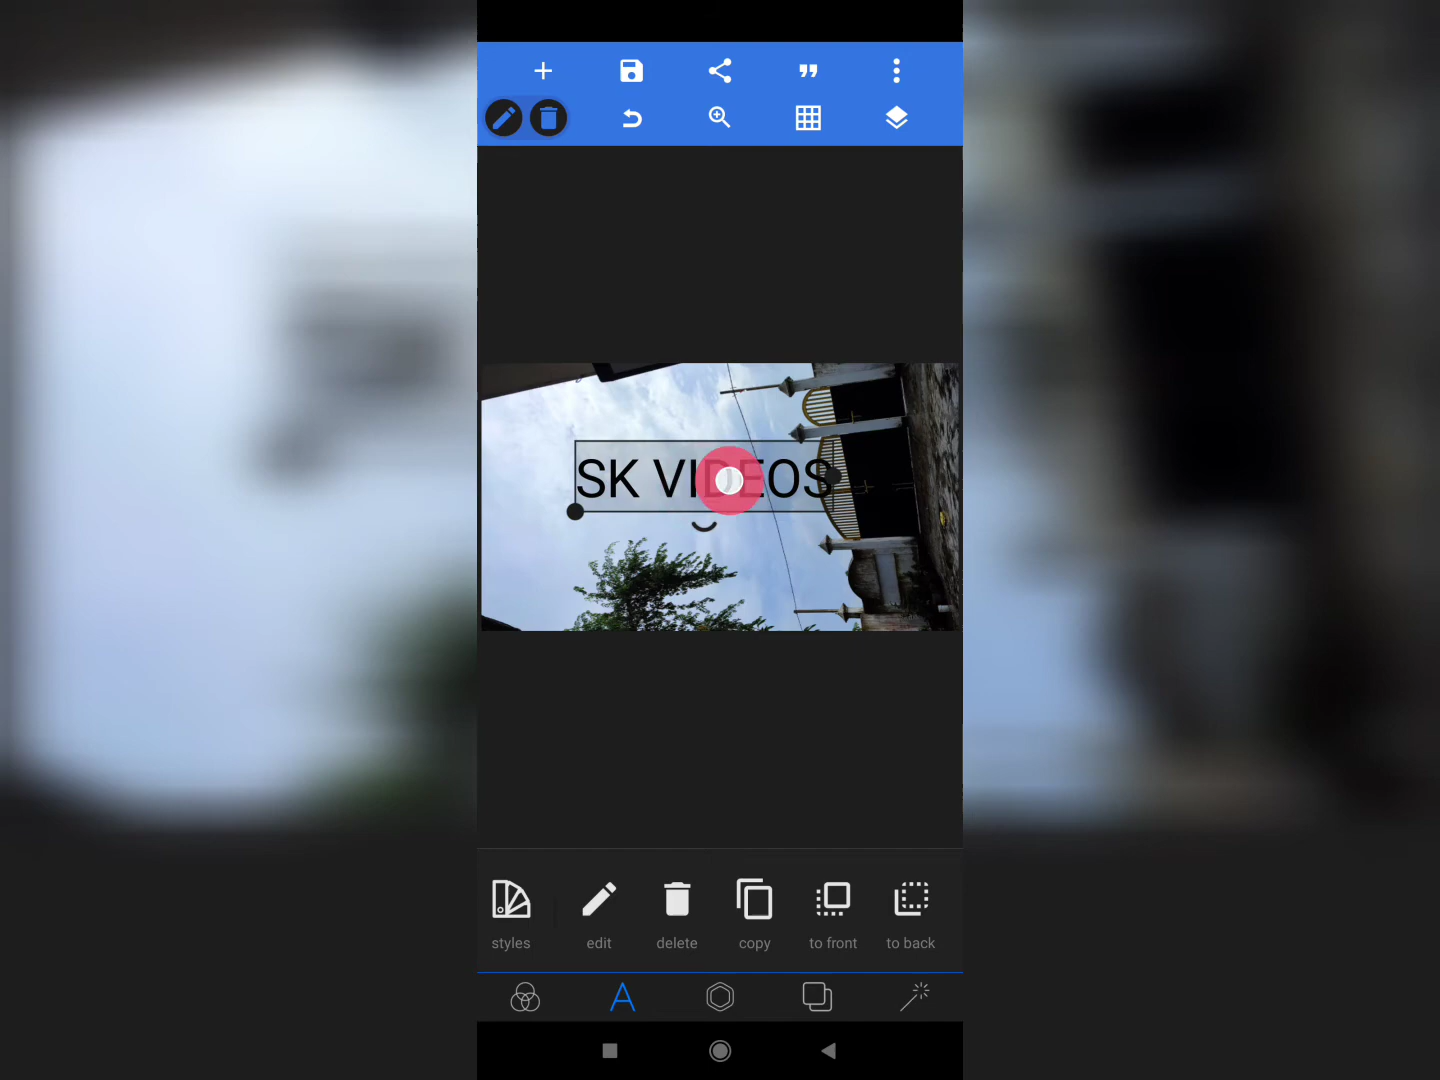 SK VIDEOS
styles
edit
delete
copy
to front
to back